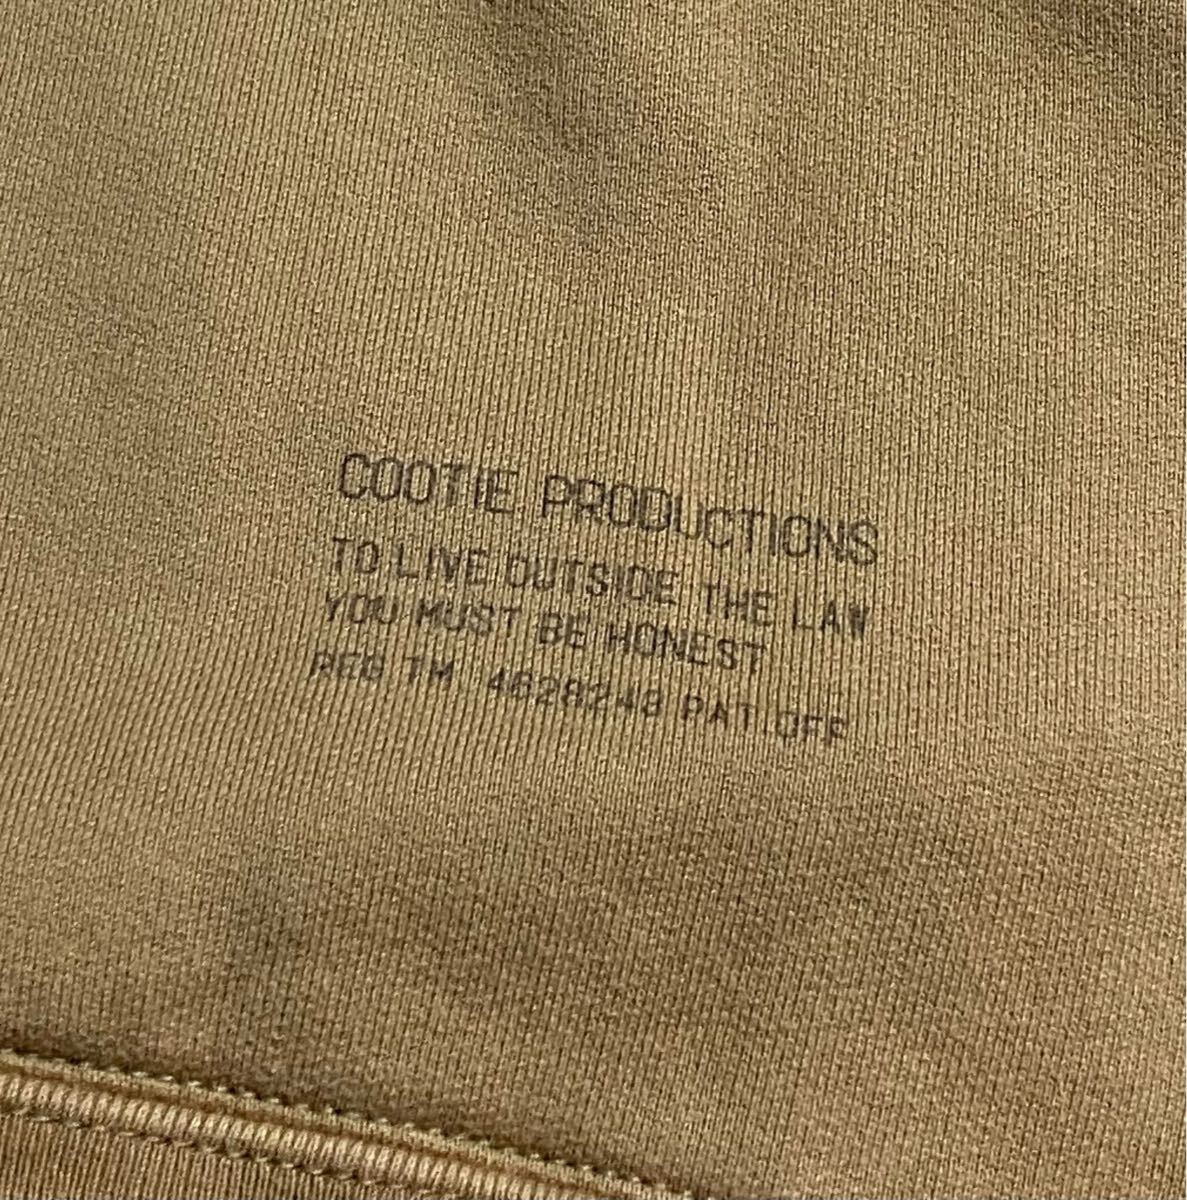 COOTIE PRODUCTIONS
TO LIVE OUTSIDE THE LAW
YOU MUST BE HONEST
REG TM 4628248 PAT.OFF